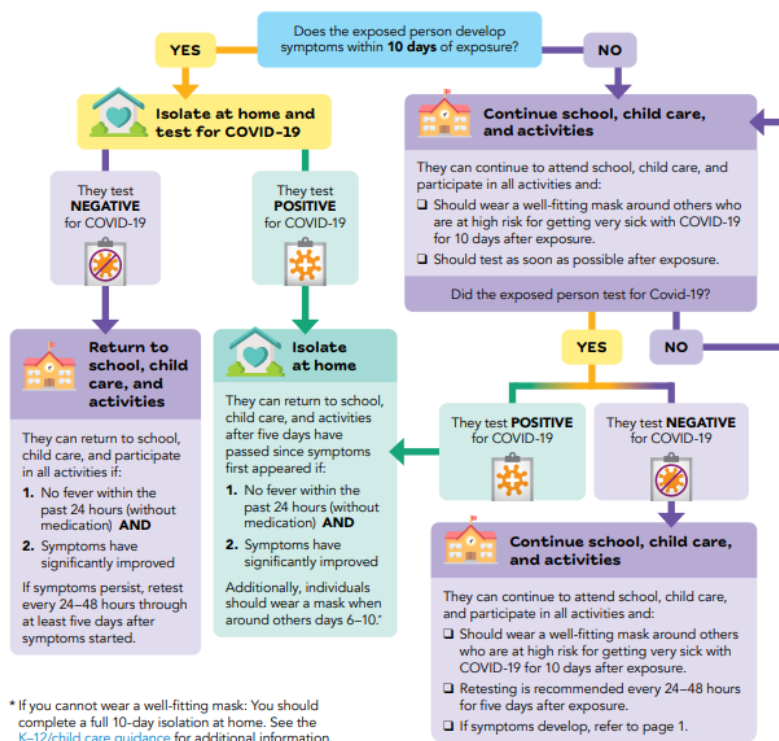 Does the exposed person develop
symptoms within 10 days of exposure?
YES
NO
Isolate at home and
test for COVID-19
They test
NEGATIVE
for COVID-19
They test
POSITIVE
for COVID-19
Return to
school, child
care, and
activities
They can return to school,
child care, and participate
in all activities if:
1. No fever within the
past 24 hours (without
medication) AND
2. Symptoms have
significantly improved
If symptoms persist, retest
every 24–48 hours through
at least five days after
symptoms started.
Isolate
at home
They can return to school,
child care, and activities
after five days have
passed since symptoms
first appeared if:
1. No fever within the
past 24 hours (without
medication) AND
2. Symptoms have
significantly improved
Additionally, individuals
should wear a mask when
around others days 6–10.*
Continue school, child care,
and activities
They can continue to attend school, child care, and
participate in all activities and:
☐ Should wear a well-fitting mask around others who
are at high risk for getting very sick with COVID-19
for 10 days after exposure.
☐ Should test as soon as possible after exposure.
Did the exposed person test for Covid-19?
YES
NO
They test POSITIVE
for COVID-19
They test NEGATIVE
for COVID-19
Continue school, child care,
and activities
They can continue to attend school, child care,
and participate in all activities and:
☐ Should wear a well-fitting mask around others
who are at high risk for getting very sick with
COVID-19 for 10 days after exposure.
☐ Retesting is recommended every 24–48 hours
for five days after exposure.
☐ If symptoms develop, refer to page 1.
* If you cannot wear a well-fitting mask: You should
complete a full 10-day isolation at home. See the
K–12/child care guidance for additional information.